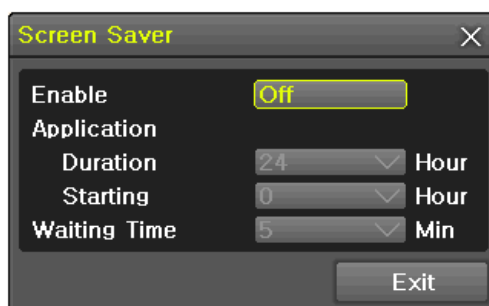 Screen Saver
Enable Off
Application
Duration 24 Hour
Starting 0 Hour
Waiting Time 5 Min
Exit